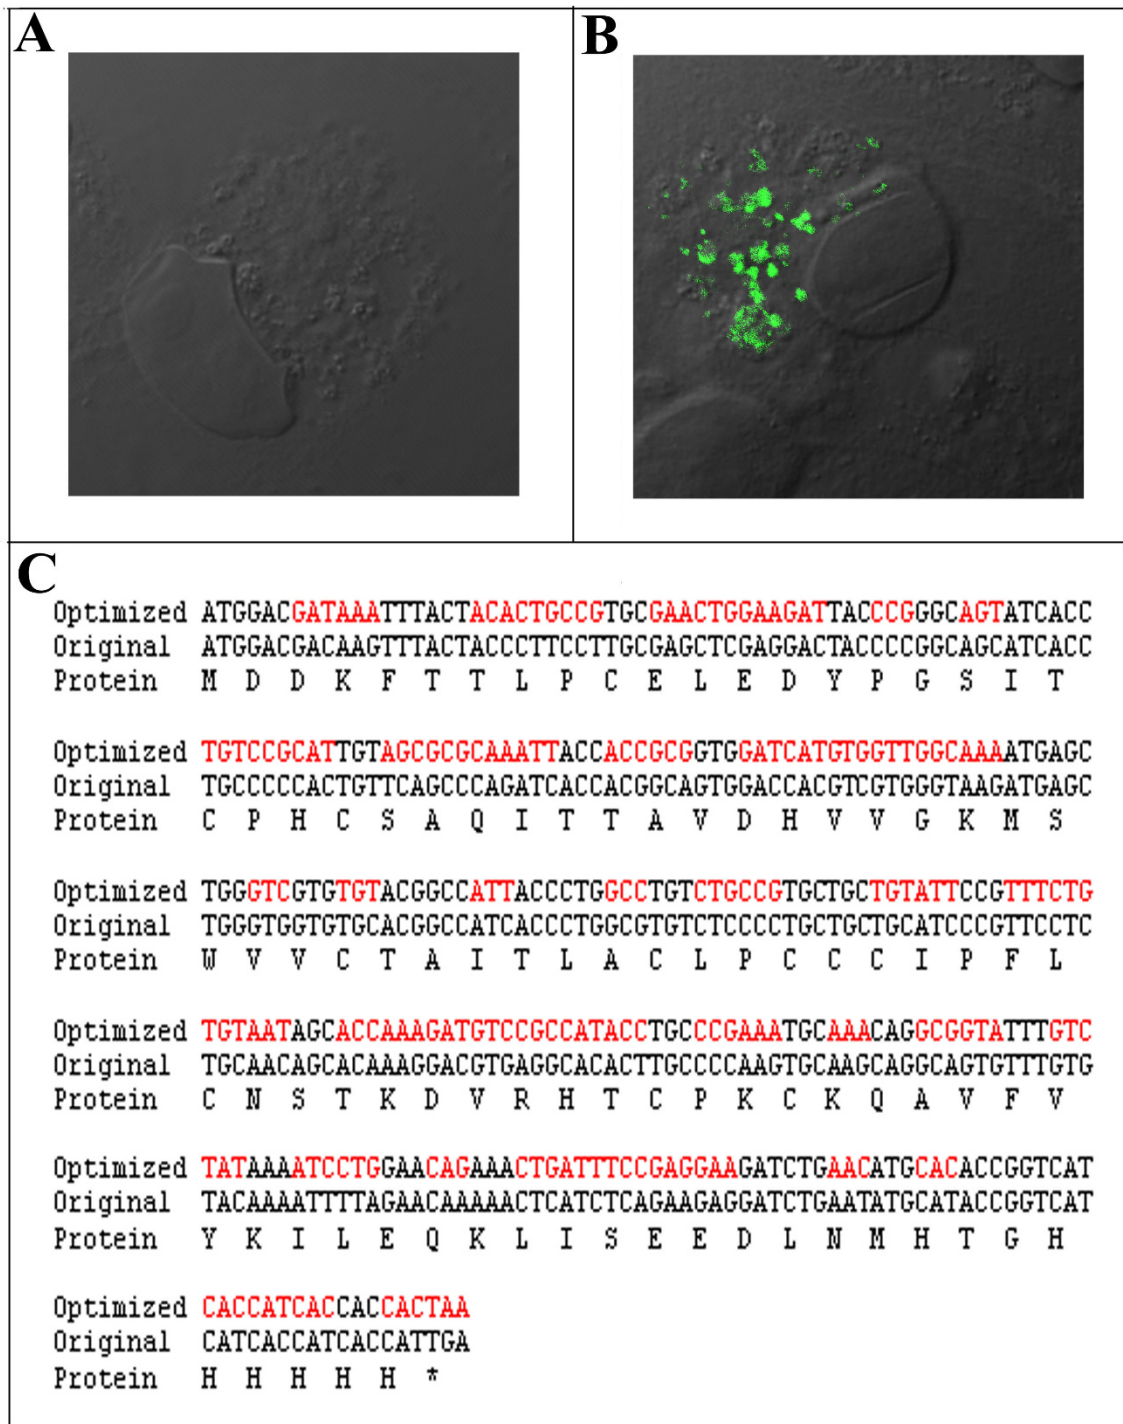 A
B
C
Optimized ATGGACGATAAATTTACTACACTGCCGTGCGAACTGGAAGATTACCCGGGCAGTATCACC
Original ATGGACGACAAGTTTACTACCCTTCCTTGCGAGCTCGAGGACTACCCCGGCAGCATCACC
Protein M D D K F T T L P C E L E D Y P G S I T
Optimized TGTCCGCATTGTAGCGCGCAAATTACCACCGCGGTGGATCATGTGGTTGGCAAAATGAGC
Original TGCCCCCACTGTTCAGCCCAGATCACCACGGCAGTGGACCACGTCGTGGGTAAGATGAGC
Protein C P H C S A Q I T T A V D H V V G K M S
Optimized TGGGTCGTGTGTACGGCCATTACCCTGGCCTGTCTGCCGTGCTGCTGTATTCCGTTTCTG
Original TGGGTGGTGTGCACGGCCATCACCCTGGCGTGTCTCCCCTGCTGCTGCATCCCGTTCCTC
Protein W V V C T A I T L A C L P C C C I P F L
Optimized TGTAATAGCACCAAAGATGTCCGCCATACCTGCCCGAAATGCAAACAGGCGGTATTTGTC
Original TGCAACAGCACAAAGGACGTGAGGCACACTTGCCCCAAGTGCAAGCAGGCAGTGTTTGTG
Protein C N S T K D V R H T C P K C K Q A V F V
Optimized TATAAAATCCTGGAACAGAAACTGATTTCCGAGGAAGATCTGAACATGCACACCGGTCAT
Original TACAAAATTTTAGAACAAAAACTCATCTCAGAAGAGGATCTGAATATGCATACCGGTCAT
Protein Y K I L E Q K L I S E E D L N M H T G H
Optimized CACCATCACCACCACTAA
Original CATCACCATCACCATTGA
Protein H H H H H *